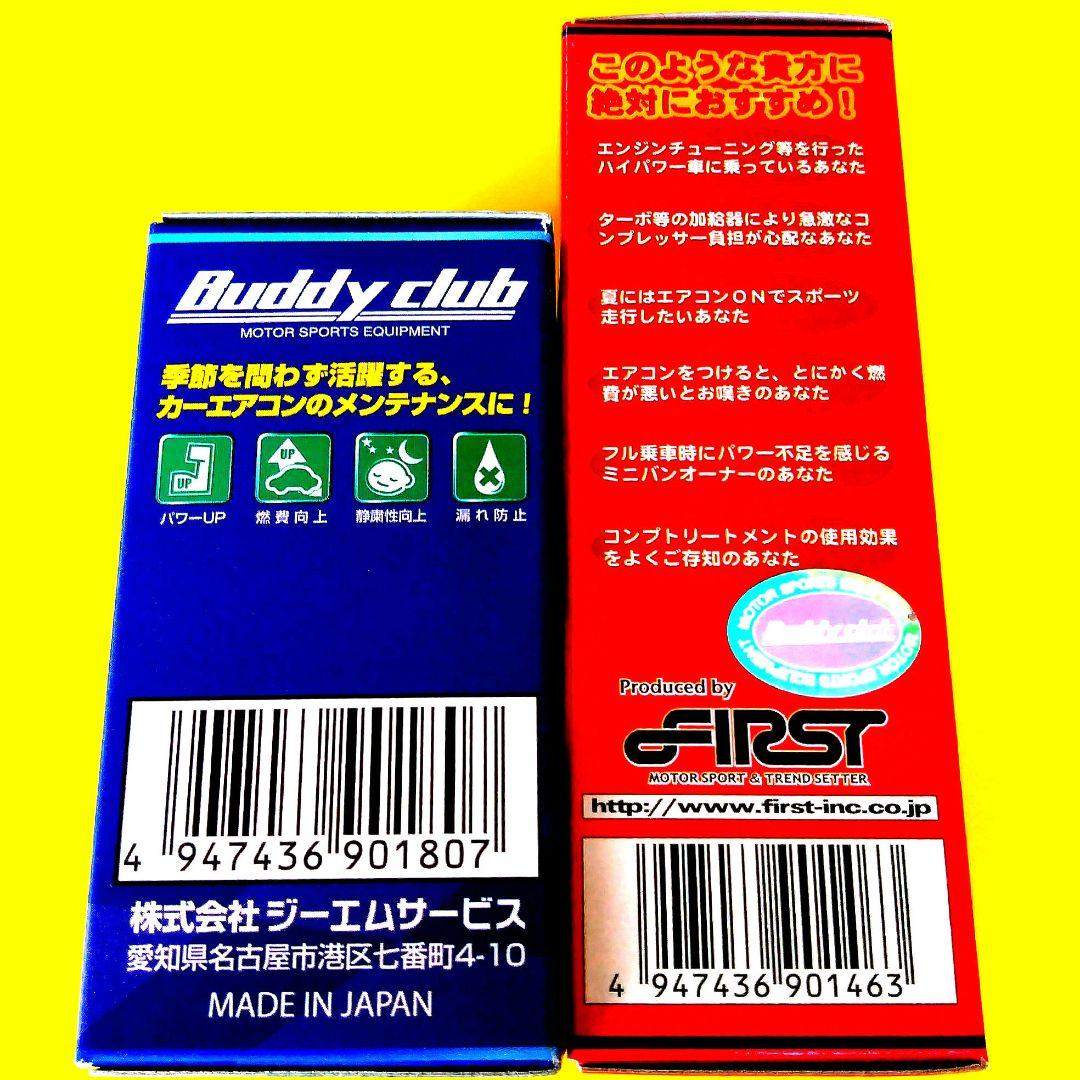 Buddy club
MOTOR SPORTS EQUIPMENT
季節を問わず活躍する、
カーエアコンのメンテナンスに！
UP
UP
パワーUP
燃費向上
静粛性向上
漏れ防止
4 947436 901807
株式会社 ジーエムサービス
愛知県名古屋市港区七番町4-10
MADE IN JAPAN
このような貴方に
絶対におすすめ！
エンジンチューニング等を行った
ハイパワー車に乗っているあなた
ターボ等の加給器により急激なコ
ンプレッサー負担が心配なあなた
夏にはエアコンONでスポーツ
走行したいあなた
エアコンをつけると、とにかく燃
費が悪いとお嘆きのあなた
フル乗車時にパワー不足を感じる
ミニバンオーナーのあなた
コンプトリートメントの使用効果
をよくご存知のあなた
MOTOR SPORTS EQUIPMENT
Buddy club
MOTOR SPORTS EQUIPMENT
Produced by
FIRST
MOTOR SPORT & TREND SETTER
http://www.first-inc.co.jp
4 947436 901463